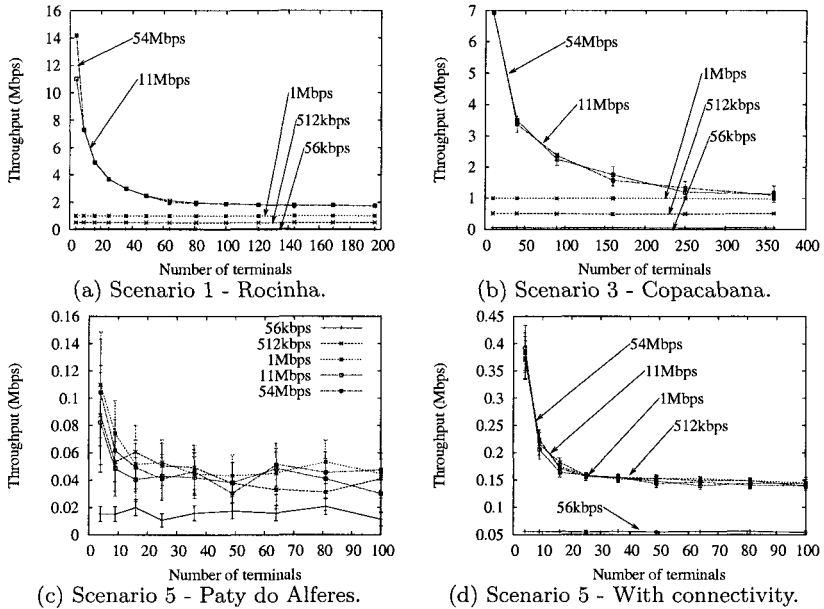 16
14
12
10
8
6
4
2
0
Throughput (Mbps)
54Mbps
11Mbps
1Mbps
512kbps
56kbps
0 20 40 60 80 100 120 140 160 180 200
Number of terminals
(a) Scenario 1 - Rocinha.
7
6
5
4
3
2
1
0
Throughput (Mbps)
54Mbps
1Mbps
11Mbps
512kbps
56kbps
0 50 100 150 200 250 300 350 400
Number of terminals
(b) Scenario 3 - Copacabana.
0.16
0.14
0.12
0.1
0.08
0.06
0.04
0.02
0
Throughput (Mbps)
56kbps
512kbps
1Mbps
11Mbps
54Mbps
0 10 20 30 40 50 60 70 80 90 100
Number of terminals
(c) Scenario 5 - Paty do Alferes.
0.45
0.4
0.35
0.3
0.25
0.2
0.15
0.1
0.05
Throughput (Mbps)
54Mbps
11Mbps
1Mbps
512kbps
56kbps
0 10 20 30 40 50 60 70 80 90 100
Number of terminals
(d) Scenario 5 - With connectivity.